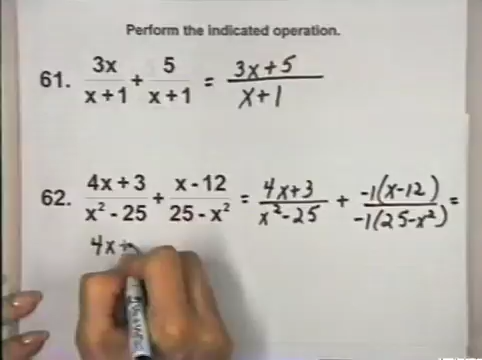 Perform the indicated operation.
61. 3x/x+1 + 5/x+1 = 3x+5/x+1
62. 4x+3/x²-25 + x-12/25-x² = 4x+3/x²-25 + -1(x-12)/-1(25-x²) =
4x+